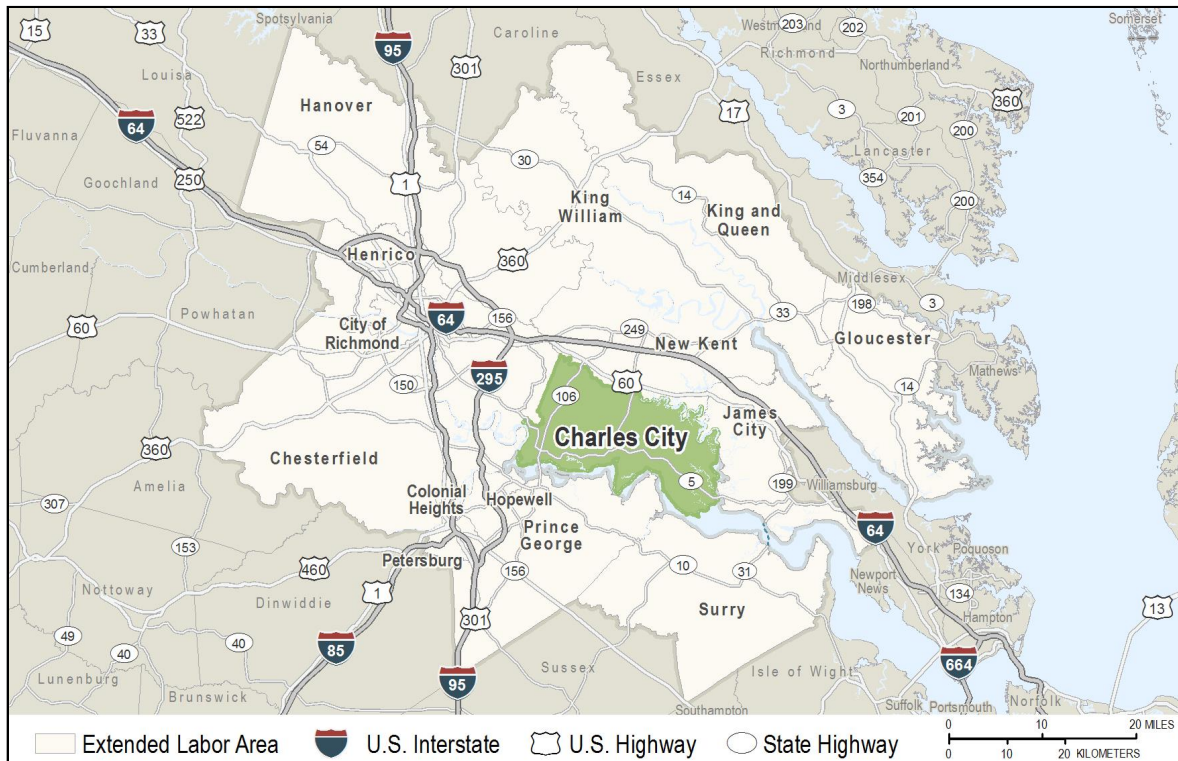 Spotsylvania
Caroline
Westmoreland
Somerset
15
33
95
301
203
202
Richmond
Northumberland
Louisa
Essex
Hanover
17
360
Fluvanna
64
522
54
30
3
201
200
Lancaster
Goochland
250
1
14
354
King
William
King and
Queen
200
Henrico
Cumberland
360
Middlesex
60
Powhatan
City of
Richmond
64
156
249
33
198
3
New Kent
Gloucester
295
150
60
Mathews
106
14
James
City
Charles City
360
Chesterfield
Amelia
307
5
199
Williamsburg
Colonial
Heights
Hopewell
Prince
George
64
York
Poquoson
153
Petersburg
460
156
10
31
Newport
News
134
Nottoway
1
Dinwiddie
Hampton
13
Surry
49
40
40
85
301
Sussex
Isle of Wight
664
Lunenburg
Brunswick
95
Southampton
Suffolk
Portsmouth
Norfolk
Extended Labor Area
U.S. Interstate
U.S. Highway
State Highway
0 10 20 MILES
0 10 20 KILOMETERS